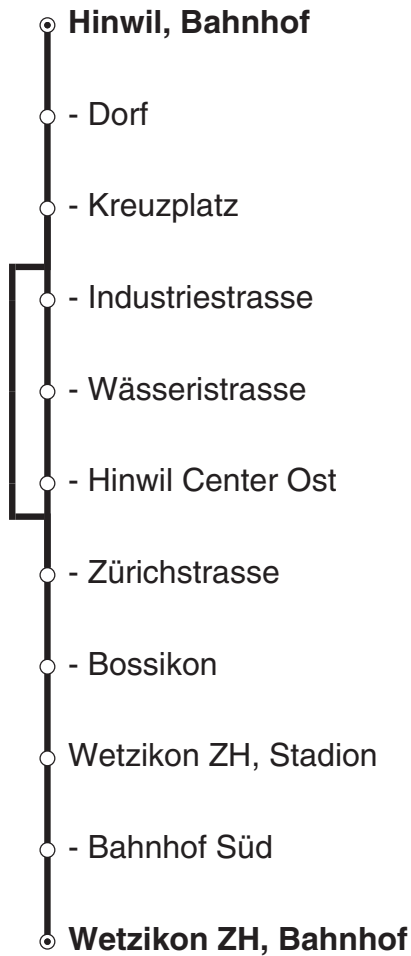 Hinwil, Bahnhof
- Dorf
- Kreuzplatz
- Industriestrasse
- Wässeristrasse
- Hinwil Center Ost
- Zürichstrasse
- Bossikon
Wetzikon ZH, Stadion
- Bahnhof Süd
Wetzikon ZH, Bahnhof